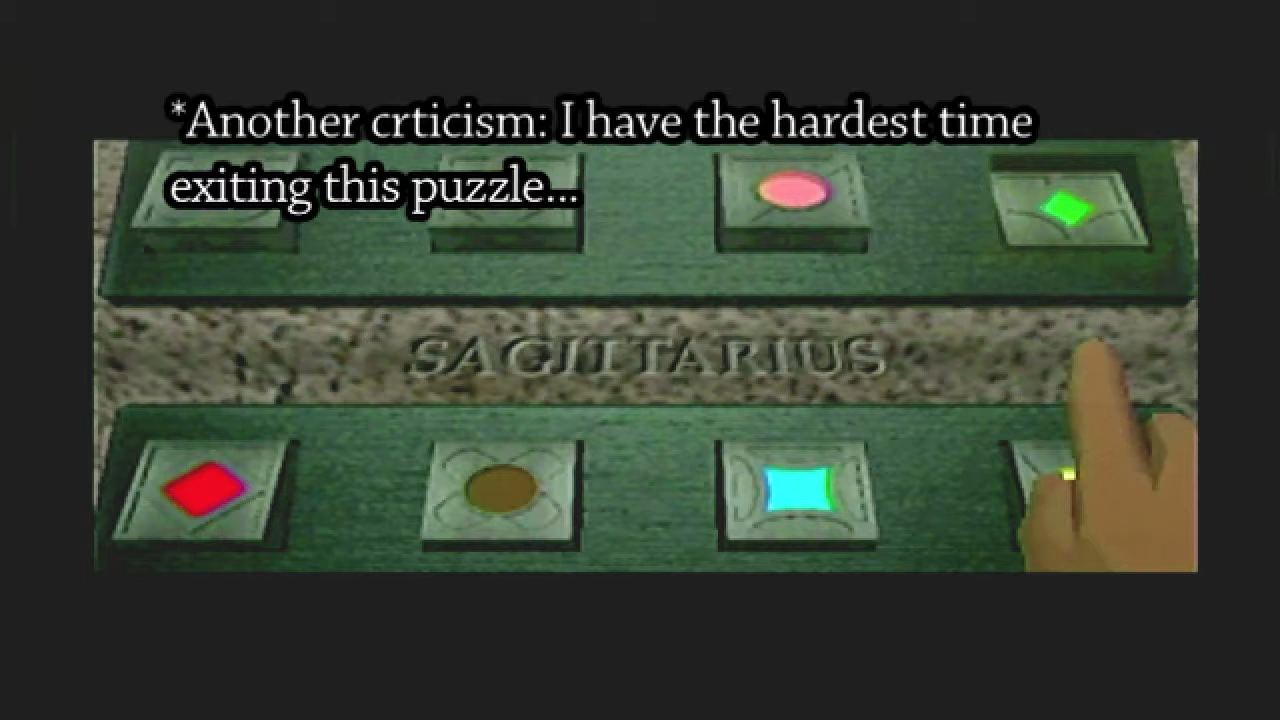 *Another crticism: I have the hardest time
exiting this puzzle...
SAGITTARIUS